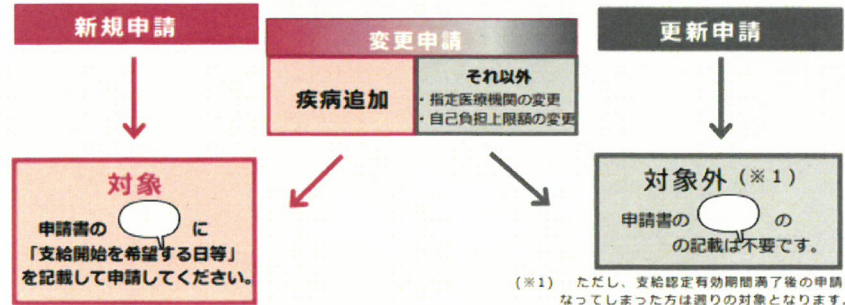 新規申請
変更申請
更新申請
疾病追加
それ以外
・指定医療機関の変更
・自己負担上限額の変更
対象
申請書の に
「支給開始を希望する日等」
を記載して申請してください。
対象外(※1)
申請書の の
の記載は不要です。
(※1) ただし、支給認定有効期間満了後の申請
なってしまった方は遡りの対象となります。